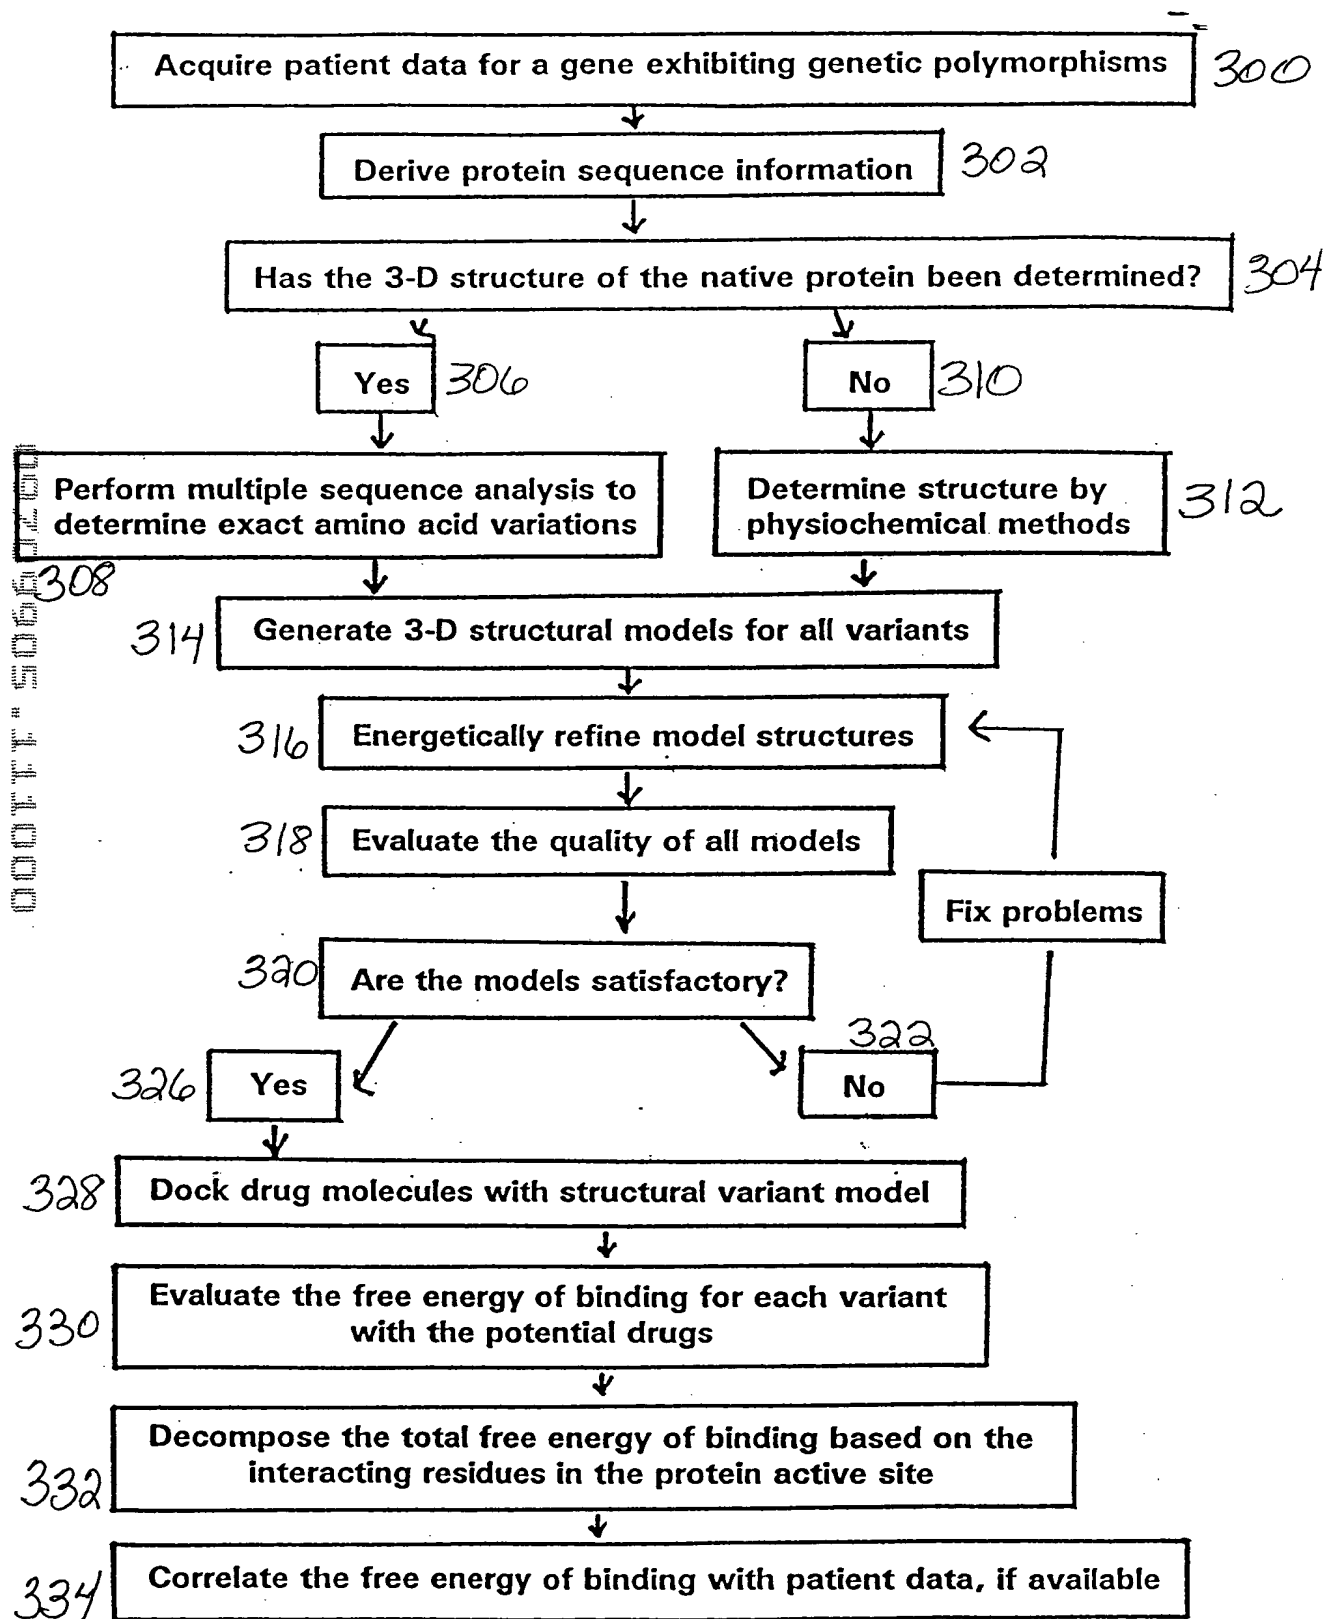 Acquire patient data for a gene exhibiting genetic polymorphisms
300
Derive protein sequence information
302
Has the 3-D structure of the native protein been determined?
304
Yes
306
No
310
Perform multiple sequence analysis to
determine exact amino acid variations
308
Determine structure by
physiochemical methods
312
314
Generate 3-D structural models for all variants
316
Energetically refine model structures
318
Evaluate the quality of all models
Fix problems
320
Are the models satisfactory?
322
326
Yes
No
328
Dock drug molecules with structural variant model
330
Evaluate the free energy of binding for each variant
with the potential drugs
332
Decompose the total free energy of binding based on the
interacting residues in the protein active site
334
Correlate the free energy of binding with patient data, if available